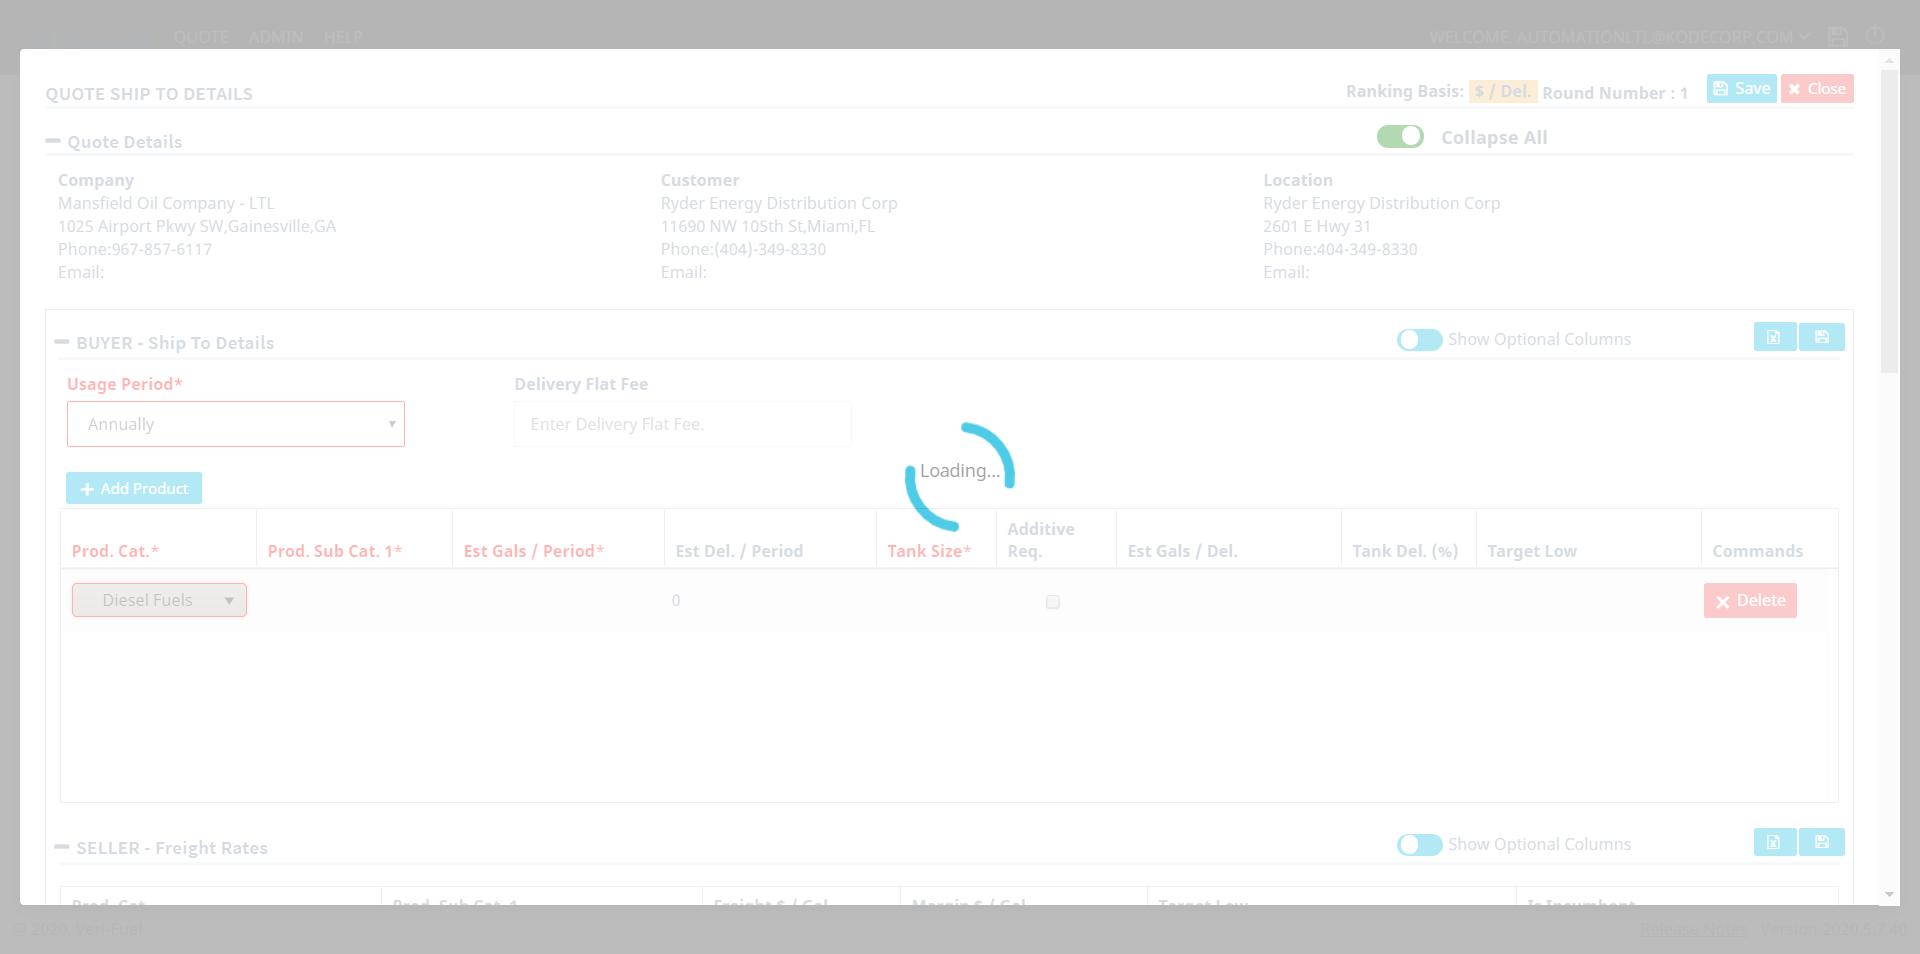 QUOTE ADMIN HELP
WELCOME, AUTOMATIONLTL@KODECORP.COM
QUOTE SHIP TO DETAILS
Ranking Basis: $ / Del. Round Number : 1
Save
Close
Quote Details
Collapse All
Company
Mansfield Oil Company - LTL
1025 Airport Pkwy SW,Gainesville,GA
Phone:967-857-6117
Email:
Customer
Ryder Energy Distribution Corp
11690 NW 105th St,Miami,FL
Phone:(404)-349-8330
Email:
Location
Ryder Energy Distribution Corp
2601 E Hwy 31
Phone:404-349-8330
Email:
BUYER - Ship To Details
Show Optional Columns
Usage Period*
Annually
Delivery Flat Fee
Enter Delivery Flat Fee.
Loading...
Add Product
Prod. Cat.*
Prod. Sub Cat. 1*
Est Gals / Period*
Est Del. / Period
Tank Size*
Additive
Req.
Est Gals / Del.
Tank Del. (%)
Target Low
Commands
Diesel Fuels
0
Delete
SELLER - Freight Rates
Show Optional Columns
Prod. Cat.
Prod. Sub Cat. 1
Freight $ / Gal
Margin $ / Gal
Target Low
Is Incumbent
© 2020, Veri-Fuel
Release Notes